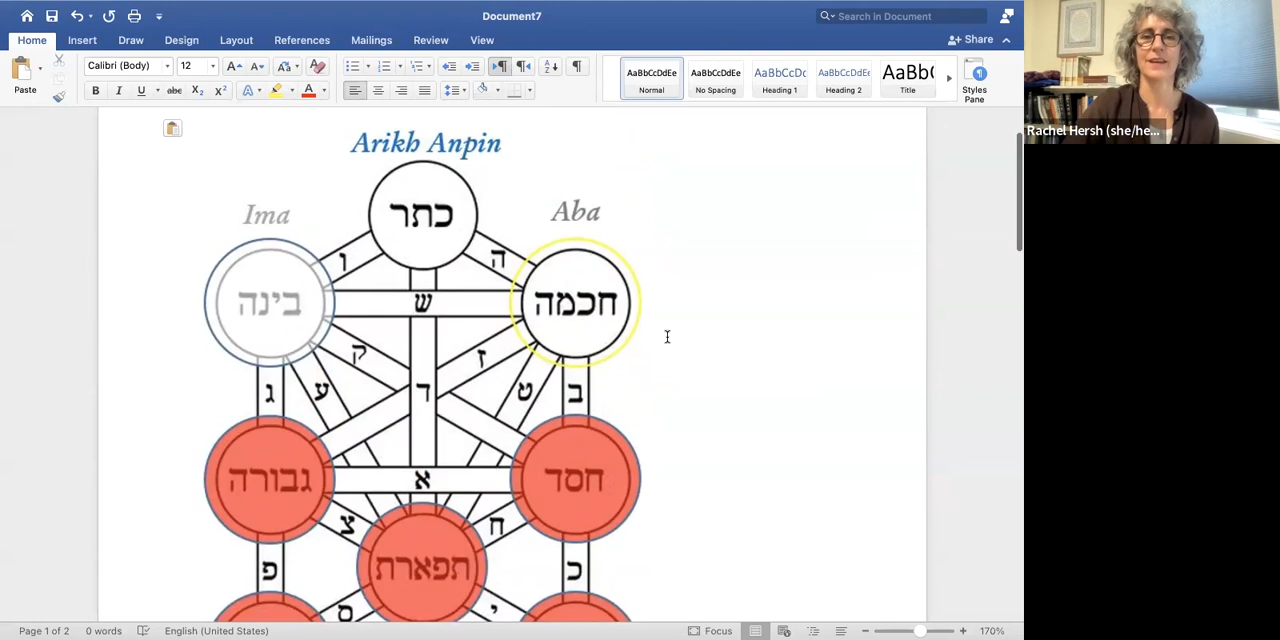 Document7
Search in Document
Home
Insert
Draw
Design
Layout
References
Mailings
Review
View
Share
Paste
Calibri (Body)
12
B I U abc X₂ X²
AaBbCcDdEe
Normal
AaBbCcDdEe
No Spacing
AaBbCcDc
Heading 1
AaBbCcDdEe
Heading 2
AaBb(
Title
Styles
Pane
Rachel Hersh (she/he...
Arikh Anpin
Ima
Aba
כתר
ו
ה
בינה
ש
חכמה
ק
ז
ג
ע
ד
ט
ב
גבורה
א
חסד
צ
ח
תפארת
פ
כ
ס
י
Page 1 of 2
0 words
English (United States)
Focus
170%